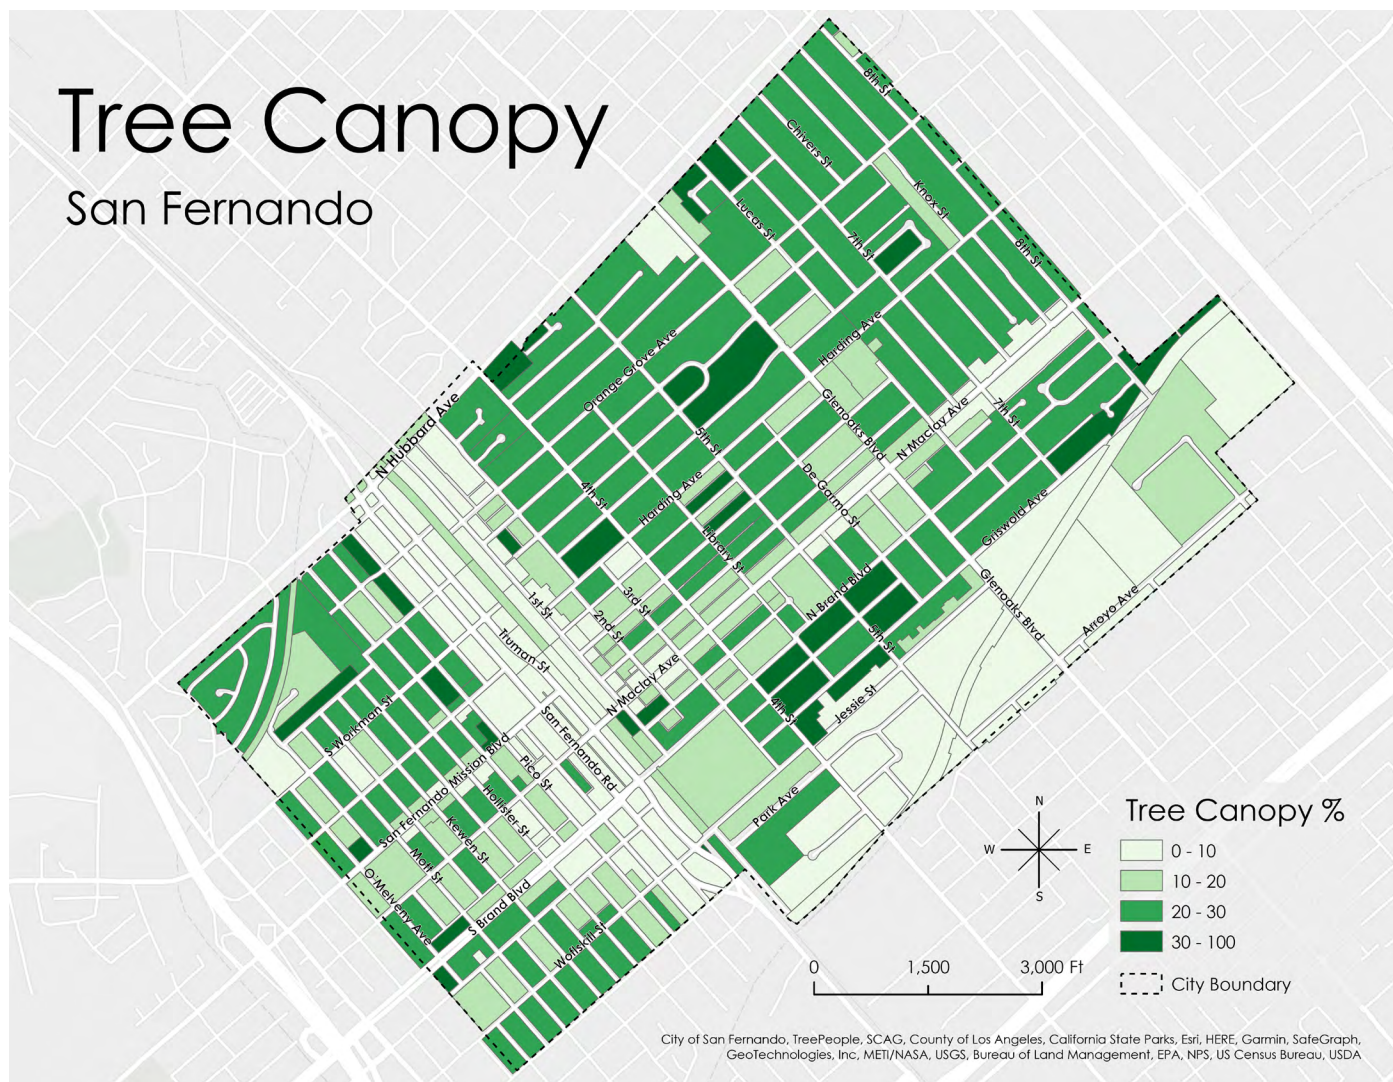 Tree Canopy
San Fernando
8th St
Chivers St
Knox St
Lucas St
7th St
8th St
Harding Ave
Orange Grove Ave
N Hubbard Ave
Glenoaks Blvd
N Maclay Ave
7th St
5th St
4th St
Harding Ave
De Garmo St
Library St
Griswold Ave
Glenoaks Blvd
Arroyo Ave
N Brand Blvd
5th St
3rd St
1st St
2nd St
Truman St
N Maclay Ave
4th St
Jessie St
S Workman St
San Fernando Rd
San Fernando Mission Blvd
Pico St
Hollister St
Kewen St
Mott St
Park Ave
O'Melveny Ave
S Brand Blvd
Wolfskill St
N
W
E
S
Tree Canopy %
0 - 10
10 - 20
20 - 30
30 - 100
City Boundary
0 1,500 3,000 Ft
City of San Fernando, TreePeople, SCAG, County of Los Angeles, California State Parks, Esri, HERE, Garmin, SafeGraph,
GeoTechnologies, Inc, METI/NASA, USGS, Bureau of Land Management, EPA, NPS, US Census Bureau, USDA